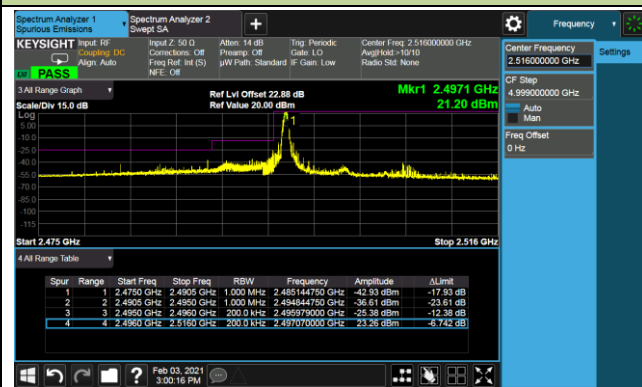 Spectrum Analyzer 1
Spurious Emissions
Spectrum Analyzer 2
Swept SA
Frequency
KEYSIGHT
Input: RF
Coupling: DC
Align: Auto
Input Z: 50 Ω
Corrections: Off
Freq Ref: Int (S)
NFE: Off
Atten: 14 dB
Preamp: Off
µW Path: Standard
Trig: Periodic
Gate: LO
IF Gain: Low
Center Freq: 2.516000000 GHz
Avg|Hold:>10/10
Radio Std: None
PASS
Center Frequency
2.516000000 GHz
Settings
CF Step
4.999000000 GHz
Auto
Man
Freq Offset
0 Hz
3 All Range Graph
Scale/Div 15.0 dB
Ref Lvl Offset 22.88 dB
Ref Value 20.00 dBm
Mkr1 2.4971 GHz
21.20 dBm
Log
5.00
-10.0
-25.0
-40.0
-55.0
-70.0
-85.0
-100
-115
1
Start 2.475 GHz
Stop 2.516 GHz
4 All Range Table
Spur Range Start Freq Stop Freq RBW Frequency Amplitude ΔLimit
1 1 2.4750 GHz 2.4905 GHz 1.000 MHz 2.485144750 GHz -42.93 dBm -17.93 dB
2 2 2.4905 GHz 2.4950 GHz 1.000 MHz 2.494844750 GHz -36.61 dBm -23.61 dB
3 3 2.4950 GHz 2.4960 GHz 200.0 kHz 2.495979000 GHz -25.38 dBm -12.38 dB
4 4 2.4960 GHz 2.5160 GHz 200.0 kHz 2.497070000 GHz 23.26 dBm -6.742 dB
Feb 03, 2021
3:00:16 PM